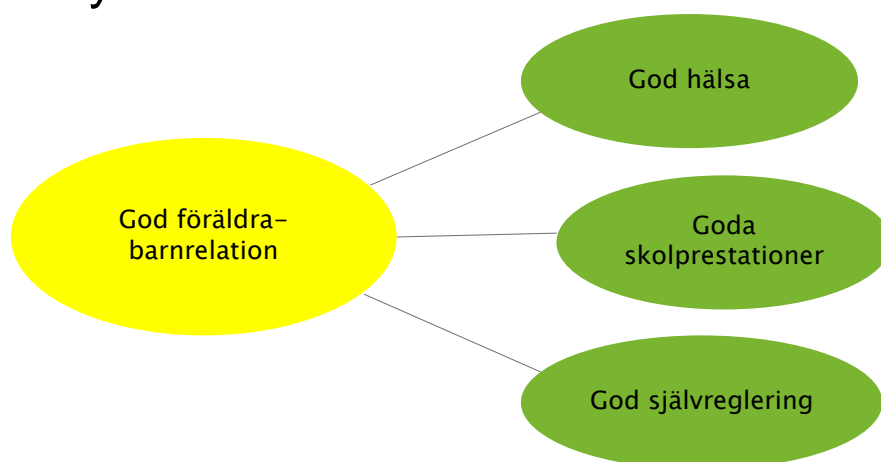 God hälsa
God föräldra-
barnrelation
Goda
skolprestationer
God självreglering